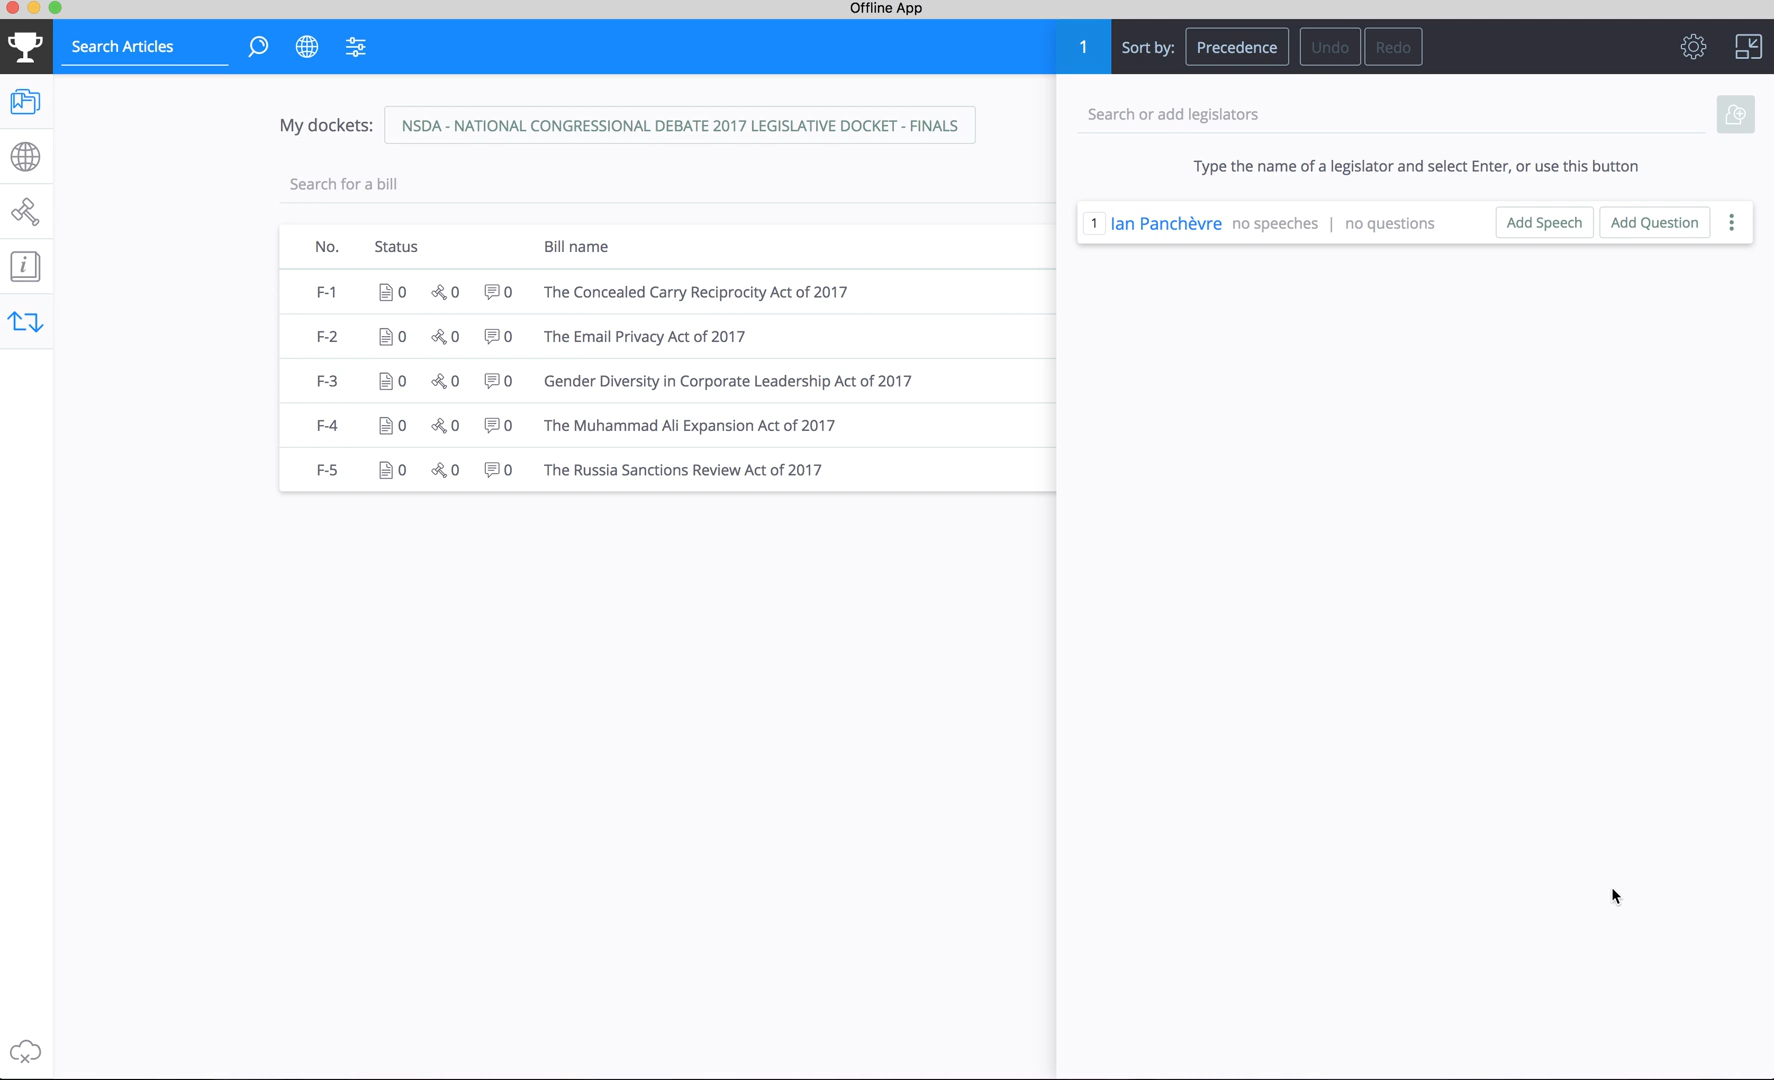 Offline App
Search Articles
1 Sort by: Precedence Undo Redo
My dockets: NSDA - NATIONAL CONGRESSIONAL DEBATE 2017 LEGISLATIVE DOCKET - FINALS
Search for a bill
No. Status Bill name
F-1 0 0 0 The Concealed Carry Reciprocity Act of 2017
F-2 0 0 0 The Email Privacy Act of 2017
F-3 0 0 0 Gender Diversity in Corporate Leadership Act of 2017
F-4 0 0 0 The Muhammad Ali Expansion Act of 2017
F-5 0 0 0 The Russia Sanctions Review Act of 2017
Search or add legislators
Type the name of a legislator and select Enter, or use this button
1 Ian Panchèvre no speeches | no questions Add Speech Add Question